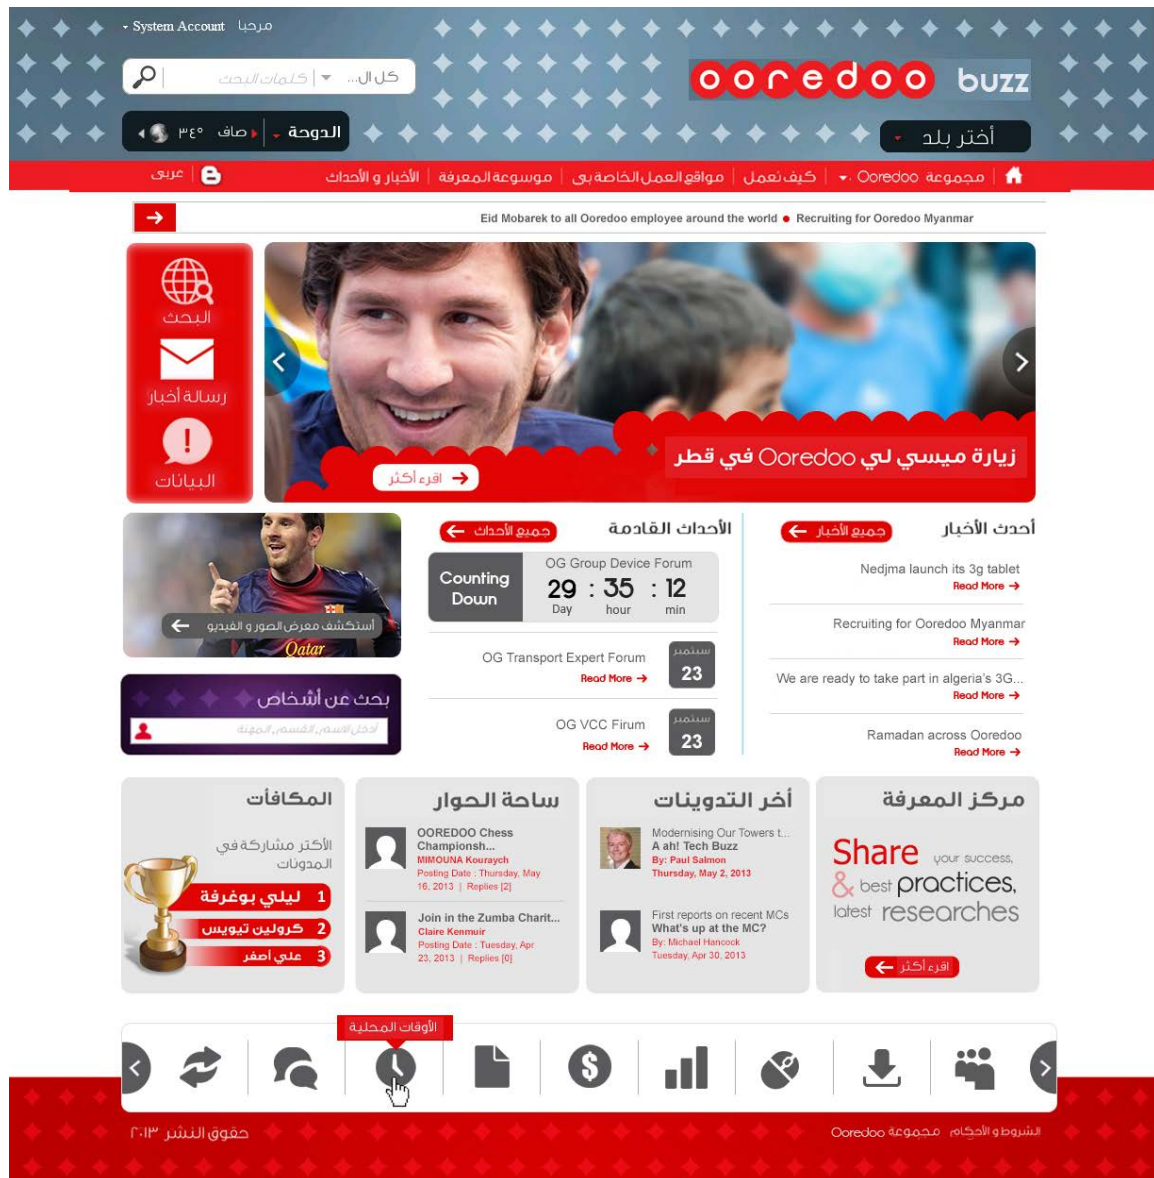 System Account مرحبا
كل ال... كلمات البحث
ooredoo buzz
أختر بلد
الدوحة صاف °٣٤
مجموعة Ooredoo | كيف نعمل | مواقع العمل الخاصة بى | موسوعة المعرفة | الأخبار و الأحداث
عربى
Eid Mobarek to all Ooredoo employee around the world ● Recruiting for Ooredoo Myanmar
البحث
رسالة أخبار
البيانات
زيارة ميسي لي Ooredoo في قطر
اقرء أكثر
أحدث الأخبار
جميع الأخبار
Nedjma launch its 3g tablet
Read More
Recruiting for Ooredoo Myanmar
Read More
We are ready to take part in algeria's 3G...
Read More
Ramadan across Ooredoo
Read More
الأحداث القادمة
جميع الأحداث
Counting Down
OG Group Device Forum
29 : 35 : 12
Day hour min
OG Transport Expert Forum
Read More
سبتمبر
23
OG VCC Firum
Read More
سبتمبر
23
Qatar
أستكشف معرض الصور و الفيديو
بحث عن أشخاص
أدخل الاسم, القسم, المهنة
مركز المعرفة
Share your success,
& best practices,
latest researches
اقرء أكثر
أخر التدوينات
Modernising Our Towers t...
A ah! Tech Buzz
By: Paul Salmon
Thursday, May 2, 2013
First reports on recent MCs
What's up at the MC?
By: Michael Hancock
Tuesday, Apr 30, 2013
ساحة الحوار
OOREDOO Chess
Championsh...
MIMOUNA Kouraych
Posting Date : Thursday, May
16, 2013 | Replies [2]
Join in the Zumba Charit...
Claire Kenmuir
Posting Date : Tuesday, Apr
23, 2013 | Replies [0]
المكافأت
الأكتر مشاركة في
المدونات
1 ليلي بوغرفة
2 كرولين تيويس
3 علي أصفر
الأوقات المحلية
الشروط و الأحكام مجموعة Ooredoo
حقوق النشر ٢٠١٣